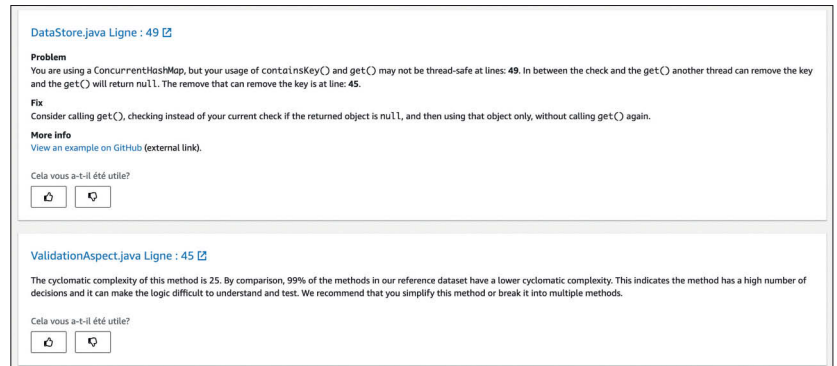 DataStore.java Ligne : 49
Problem
You are using a ConcurrentHashMap, but your usage of containsKey() and get() may not be thread-safe at lines: 49. In between the check and the get() another thread can remove the key
and the get() will return null. The remove that can remove the key is at line: 45.
Fix
Consider calling get(), checking instead of your current check if the returned object is null, and then using that object only, without calling get() again.
More info
View an example on GitHub (external link).
Cela vous a-t-il été utile?
ValidationAspect.java Ligne : 45
The cyclomatic complexity of this method is 25. By comparison, 99% of the methods in our reference dataset have a lower cyclomatic complexity. This indicates the method has a high number of
decisions and it can make the logic difficult to understand and test. We recommend that you simplify this method or break it into multiple methods.
Cela vous a-t-il été utile?